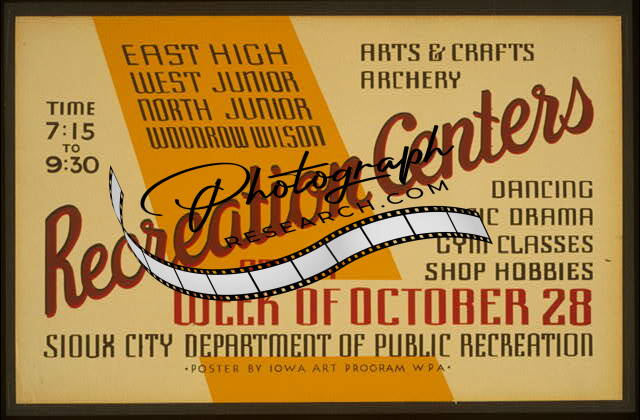 EAST HIGH
WEST JUNIOR
NORTH JUNIOR
WOODROW WILSON
ARTS & CRAFTS
ARCHERY
TIME
7:15
TO
9:30
Recreation Centers
Photograph
RESEARCH.COM
DANCING
DRAMA
GYM CLASSES
SHOP HOBBIES
WEEK OF OCTOBER 28
SIOUX CITY DEPARTMENT OF PUBLIC RECREATION
•POSTER BY IOWA ART PROGRAM WPA•